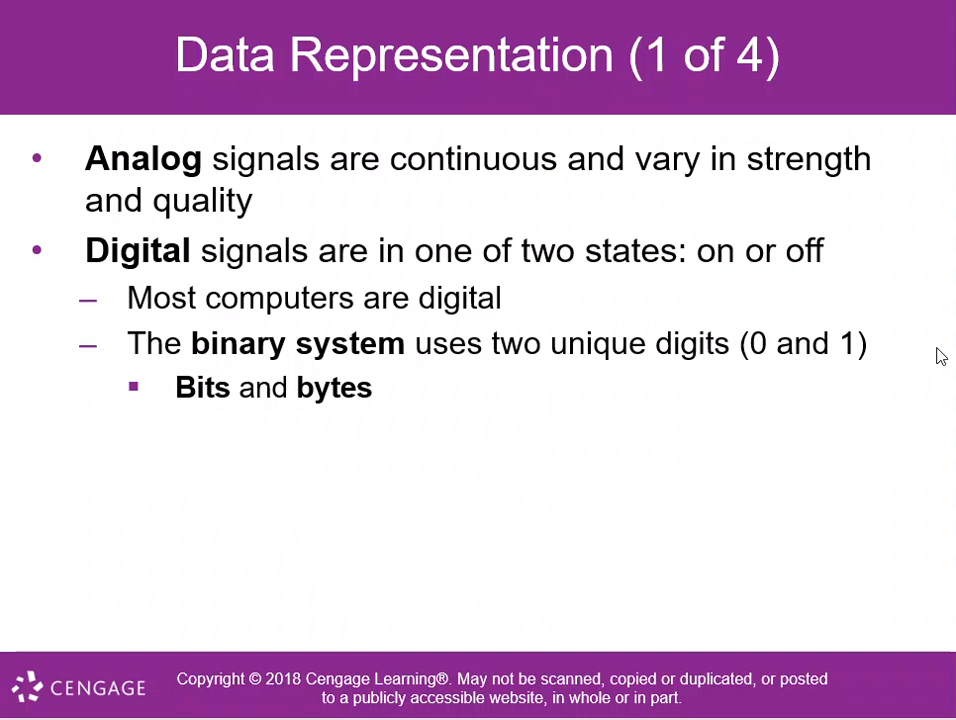 Data Representation (1 of 4)
• Analog signals are continuous and vary in strength
and quality
• Digital signals are in one of two states: on or off
– Most computers are digital
– The binary system uses two unique digits (0 and 1)
▪ Bits and bytes
CENGAGE
Copyright © 2018 Cengage Learning®. May not be scanned, copied or duplicated, or posted
to a publicly accessible website, in whole or in part.